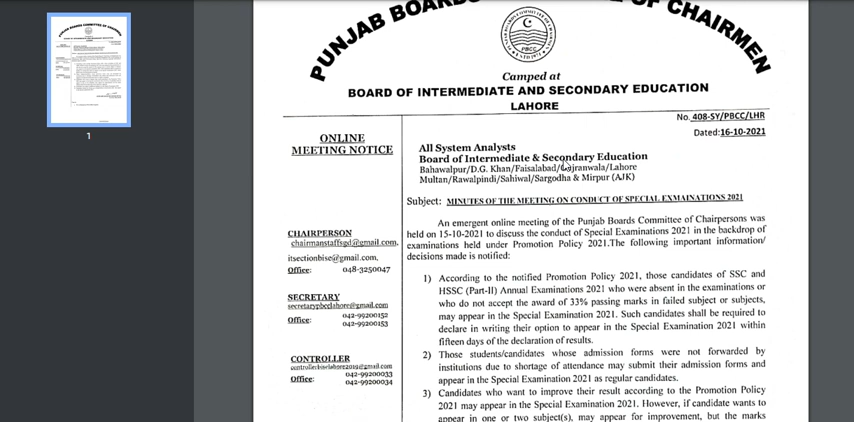 PUNJAB BOARDS COMMITTEE OF CHAIRMEN
PBCC
Camped at
BOARD OF INTERMEDIATE AND SECONDARY EDUCATION
LAHORE
No. 408-SY/PBCC/LHR
Dated:16-10-2021
ONLINE
MEETING NOTICE
CHAIRPERSON
chairmanstaffsgd@gmail.com,
itsectionbise@gmail.com,
Office: 048-3250047
SECRETARY
secretarypbcclahore@gmail.com
042-99200152
Office:
042-99200153
CONTROLLER
controllerbiselahore2019@gmail.com
042-99200033
Office:
042-99200034
All System Analysts
Board of Intermediate & Secondary Education
Bahawalpur/D.G. Khan/Faisalabad/Gujranwala/Lahore
Multan/Rawalpindi/Sahiwal/Sargodha & Mirpur (AJK)
Subject: MINUTES OF THE MEETING ON CONDUCT OF SPECIAL EXMAINATIONS 2021
An emergent online meeting of the Punjab Boards Committee of Chairpersons was
held on 15-10-2021 to discuss the conduct of Special Examinations 2021 in the backdrop of
examinations held under Promotion Policy 2021.The following important information/
decisions made is notified:
1) According to the notified Promotion Policy 2021, those candidates of SSC and
HSSC (Part-II) Annual Examinations 2021 who were absent in the examinations or
who do not accept the award of 33% passing marks in failed subject or subjects,
may appear in the Special Examination 2021. Such candidates shall be required to
declare in writing their option to appear in the Special Examination 2021 within
fifteen days of the declaration of results.
2) Those students/candidates whose admission forms were not forwarded by
institutions due to shortage of attendance may submit their admission forms and
appear in the Special Examination 2021 as regular candidates.
3) Candidates who want to improve their result according to the Promotion Policy
2021 may appear in the Special Examination 2021. However, if candidate wants to
appear in one or two subject(s), may appear for improvement, but the marks
1